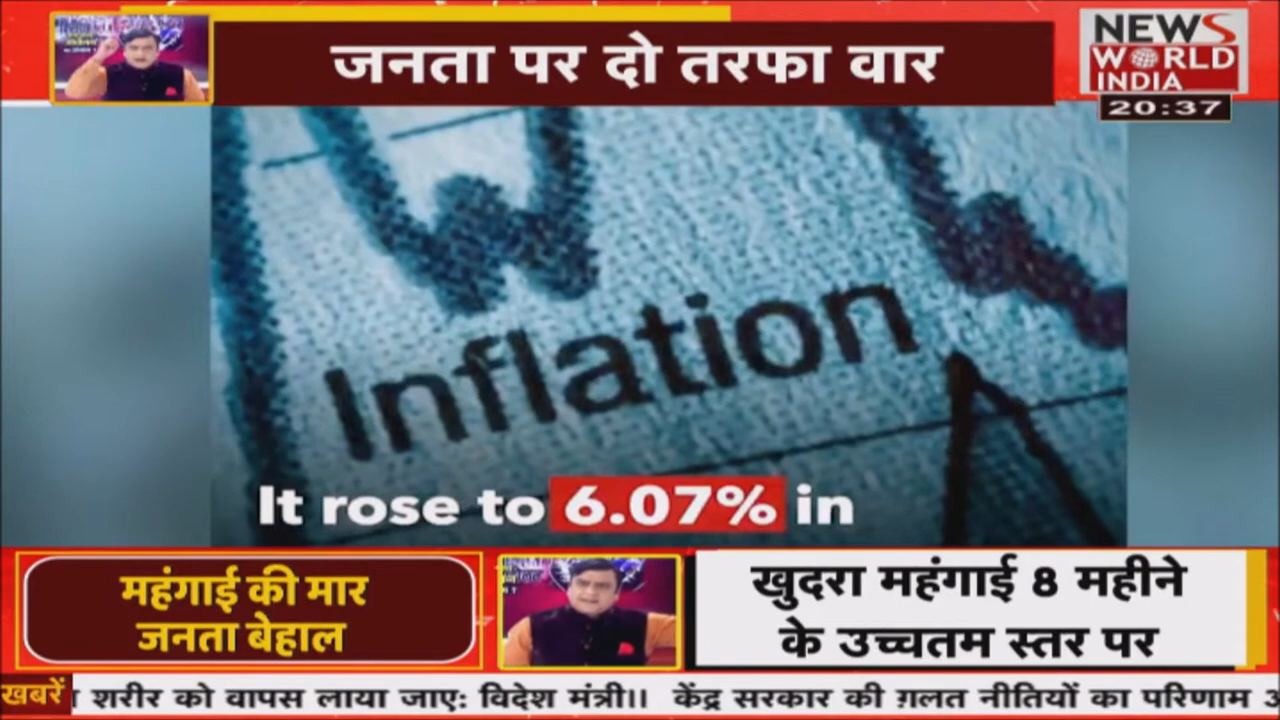 जनता पर दो तरफा वार
NEWS
WORLD
INDIA
20:37
Inflation
It rose to 6.07% in
महंगाई की मार
जनता बेहाल
खुदरा महंगाई 8 महीने
के उच्चतम स्तर पर
खबरें
शरीर को वापस लाया जाए: विदेश मंत्री।। केंद्र सरकार की ग़लत नीतियों का परिणाम